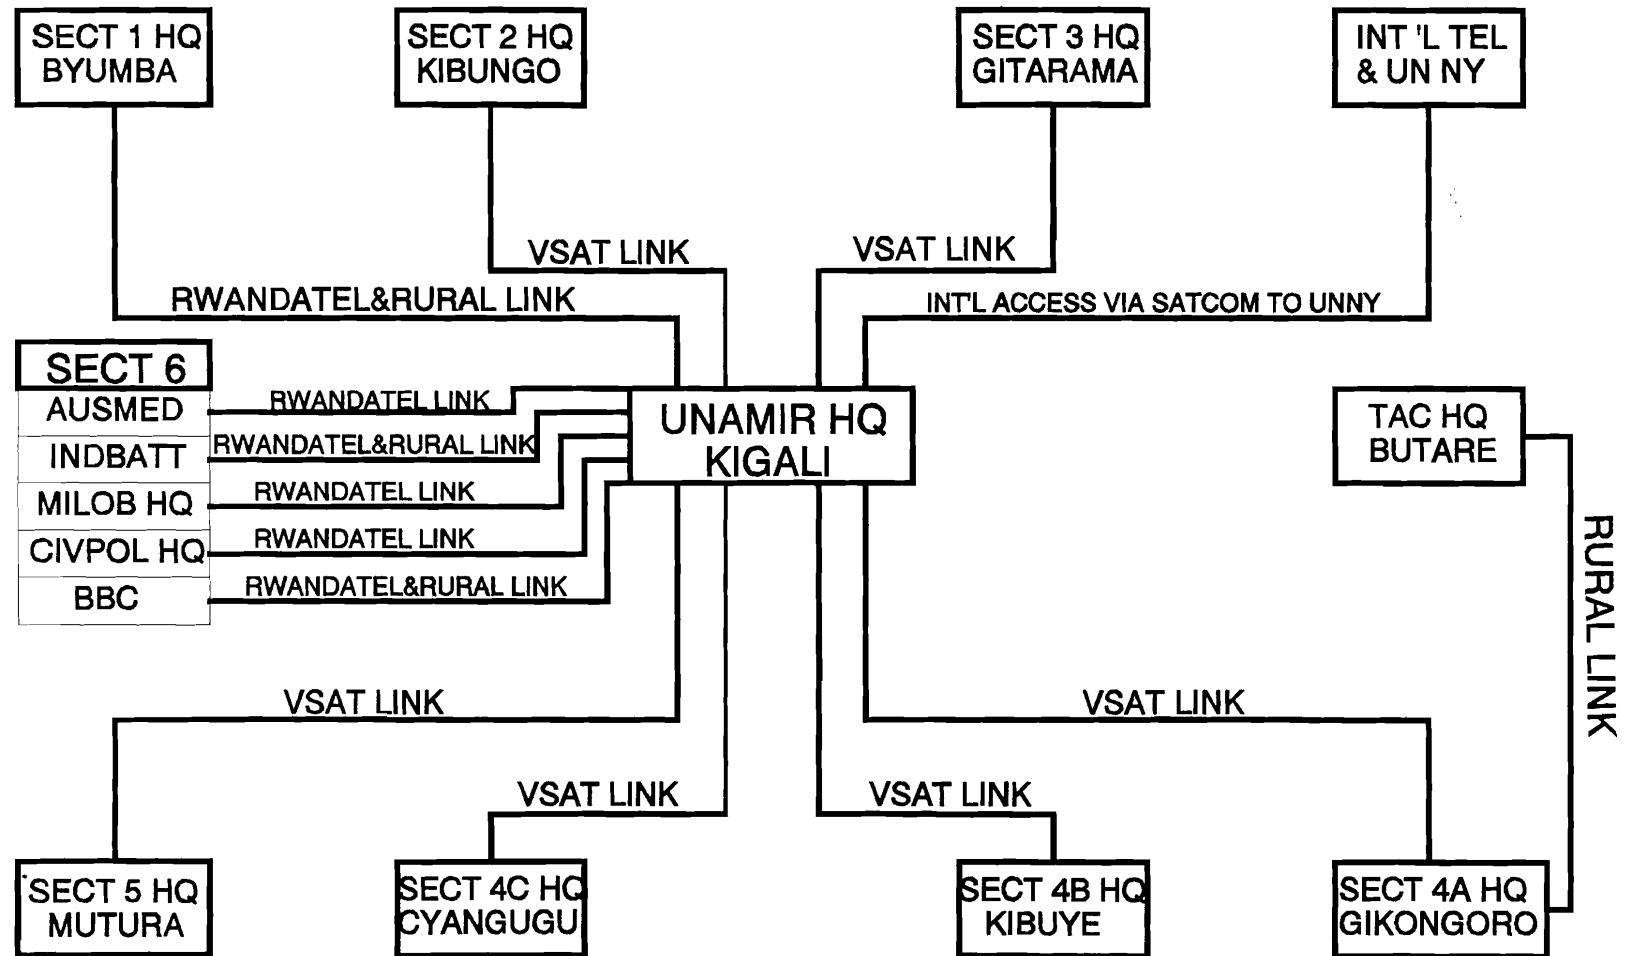 SECT 1 HQ
BYUMBA
SECT 2 HQ
KIBUNGO
SECT 3 HQ
GITARAMA
INT 'L TEL
& UN NY
VSAT LINK
VSAT LINK
RWANDATEL&RURAL LINK
INT'L ACCESS VIA SATCOM TO UNNY
SECT 6
AUSMED
RWANDATEL LINK
INDBATT
RWANDATEL&RURAL LINK
MILOB HQ
RWANDATEL LINK
CIVPOL HQ
RWANDATEL LINK
BBC
RWANDATEL&RURAL LINK
UNAMIR HQ
KIGALI
TAC HQ
BUTARE
RURAL LINK
VSAT LINK
VSAT LINK
VSAT LINK
VSAT LINK
SECT 5 HQ
MUTURA
SECT 4C HQ
CYANGUGU
SECT 4B HQ
KIBUYE
SECT 4A HQ
GIKONGORO